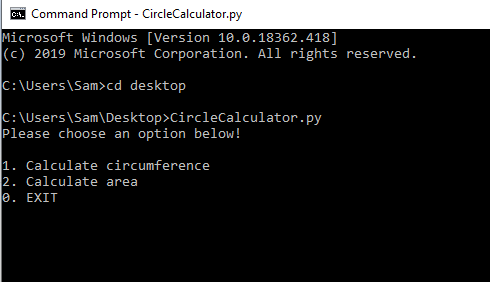 Command Prompt - CircleCalculator.py
Microsoft Windows [Version 10.0.18362.418]
(c) 2019 Microsoft Corporation. All rights reserved.
C:\Users\Sam>cd desktop
C:\Users\Sam\Desktop>CircleCalculator.py
Please choose an option below!
1. Calculate circumference
2. Calculate area
0. EXIT